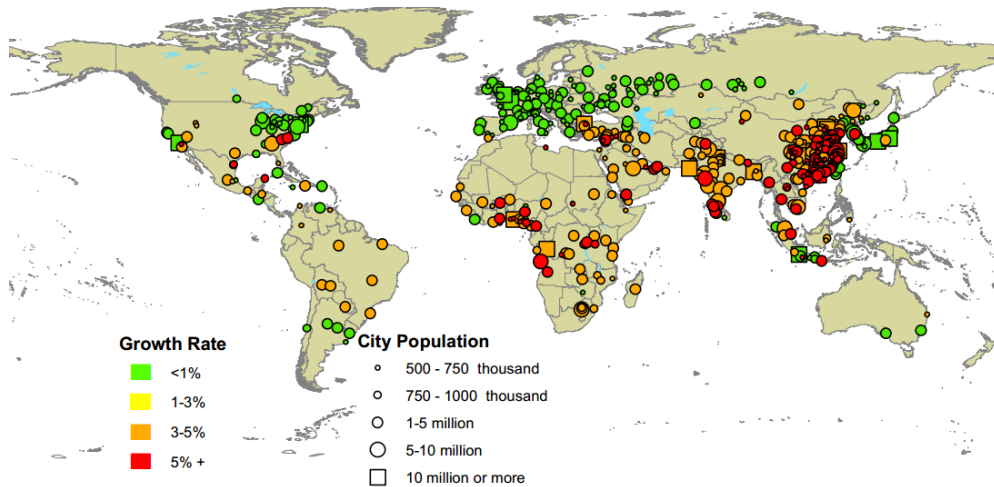 Growth Rate
<1%
1-3%
3-5%
5% +
City Population
500 - 750 thousand
750 - 1000 thousand
1-5 million
5-10 million
10 million or more